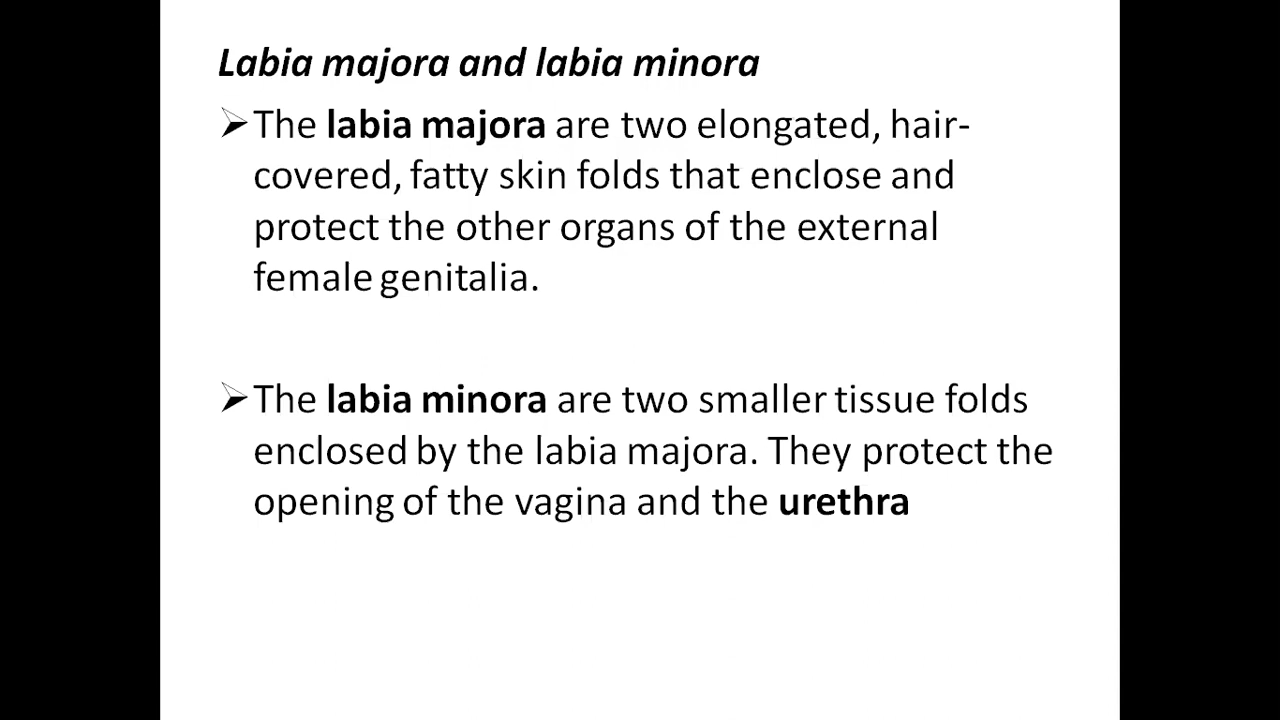 Labia majora and labia minora
➢The labia majora are two elongated, hair-
covered, fatty skin folds that enclose and
protect the other organs of the external
female genitalia.
➢The labia minora are two smaller tissue folds
enclosed by the labia majora. They protect the
opening of the vagina and the urethra